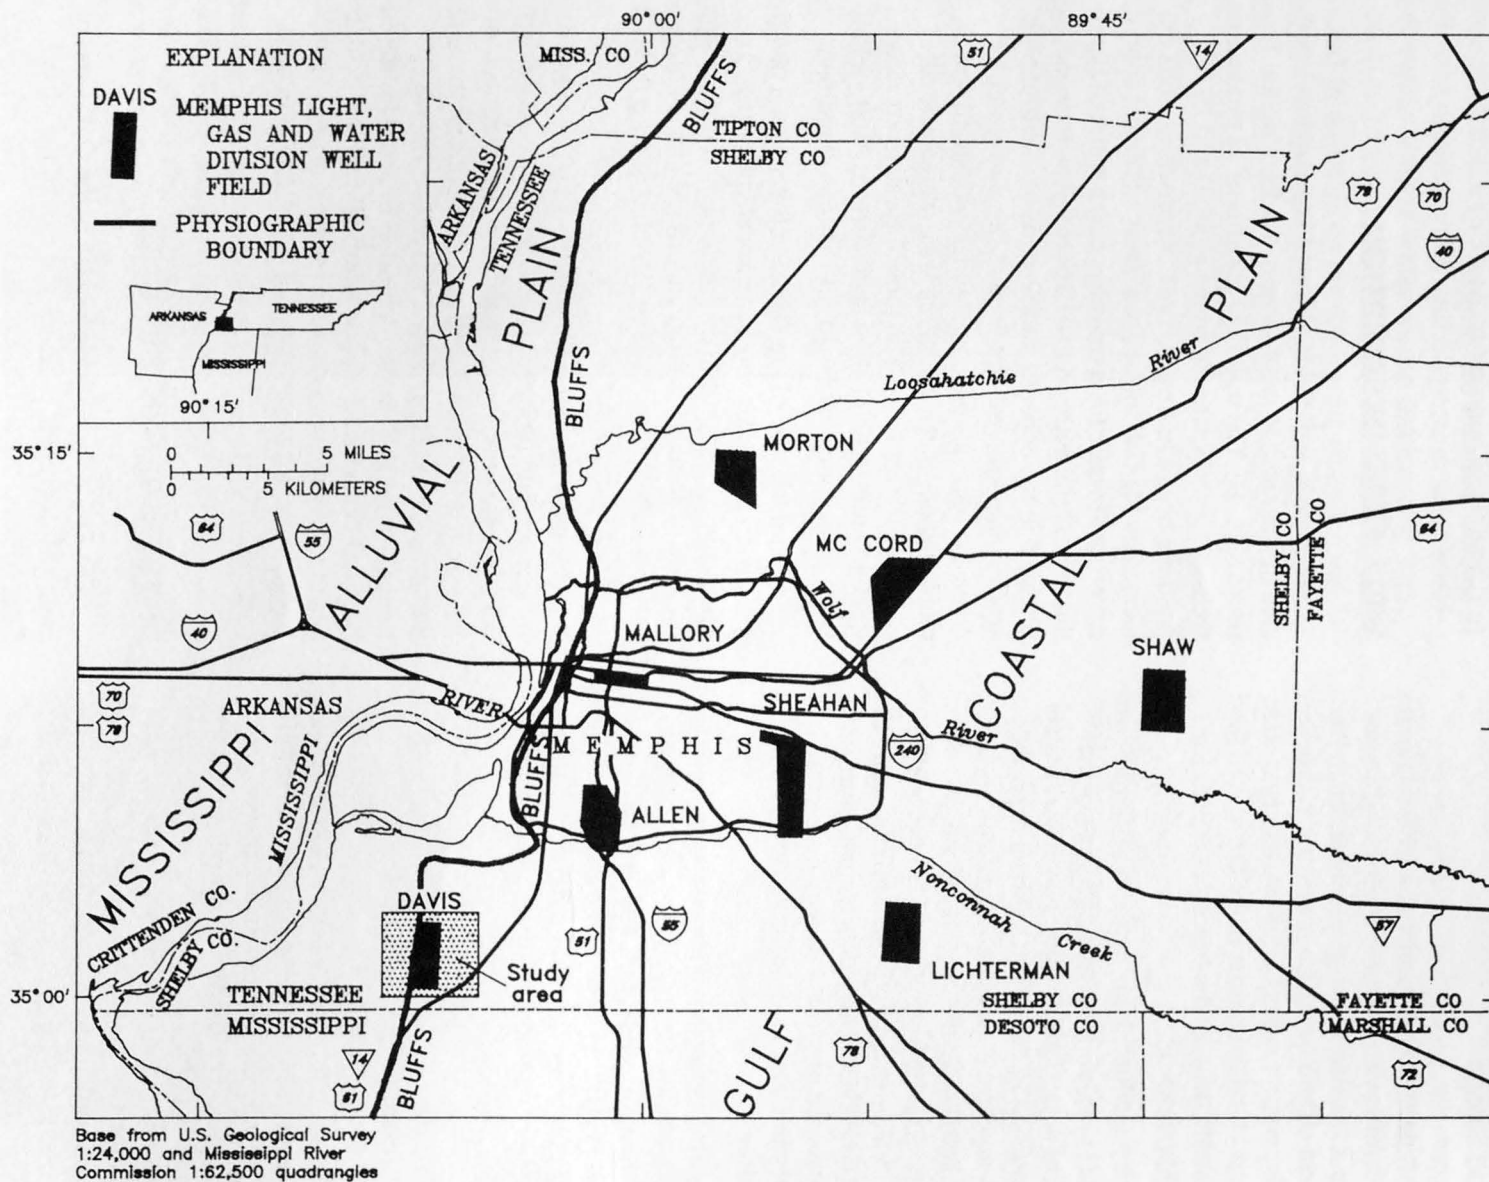 90° 00'
89° 45'
EXPLANATION
DAVIS
MEMPHIS LIGHT,
GAS AND WATER
DIVISION WELL
FIELD
PHYSIOGRAPHIC
BOUNDARY
ARKANSAS
TENNESSEE
MISSISSIPPI
90° 15'
MISS. CO
BLUFFS
51
14
TIPTON CO
SHELBY CO
ARKANSAS
TENNESSEE
PLAIN
79
70
40
PLAIN
BLUFFS
Loosahatchie
River
35° 15'
0 5 MILES
0 5 KILOMETERS
MORTON
64
55
ALLUVIAL
MC CORD
SHELBY CO
FAYETTE CO
64
40
Wolf
MALLORY
COASTAL
SHAW
70
79
ARKANSAS
RIVER
SHEAHAN
MISSISSIPPI
MISSISSIPPI
BLUFFS
MEMPHIS
240
River
ALLEN
CRITTENDEN CO.
SHELBY CO.
DAVIS
51
55
Nonconnah
Creek
57
Study
area
LICHTERMAN
35° 00'
TENNESSEE
MISSISSIPPI
SHELBY CO
DESOTO CO
FAYETTE CO
MARSHALL CO
14
61
BLUFFS
GULF
78
72
Base from U.S. Geological Survey
1:24,000 and Mississippi River
Commission 1:62,500 quadrangles